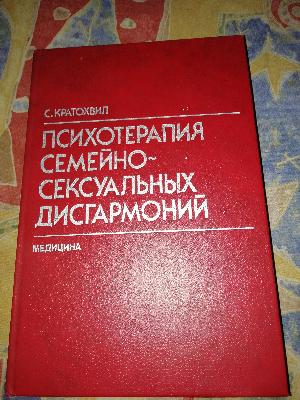 С. КРАТОХВИЛ
ПСИХОТЕРАПИЯ
СЕМЕЙНО~
СЕКСУАЛЬНЫХ
ДИСГАРМОНИЙ
МЕДИЦИНА